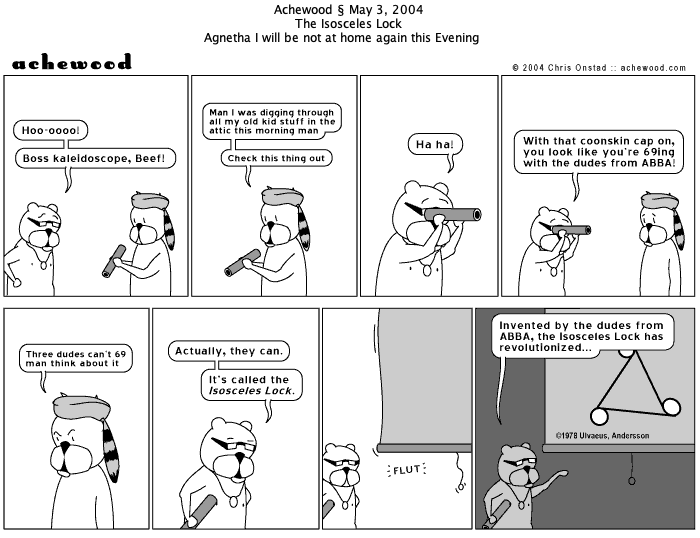 Achewood § May 3, 2004
The Isosceles Lock
Agnetha I will be not at home again this Evening
achewood
© 2004 Chris Onstad :: achewood.com
Hoo-oooo!
Boss kaleidoscope, Beef!
Man I was digging through
all my old kid stuff in the
attic this morning man
Check this thing out
Ha ha!
With that coonskin cap on,
you look like you're 69ing
with the dudes from ABBA!
Three dudes can't 69
man think about it
Actually, they can.
It's called the
Isosceles Lock.
FLUT
Invented by the dudes from
ABBA, the Isosceles Lock has
revolutionized...
©1978 Ulvaeus, Andersson